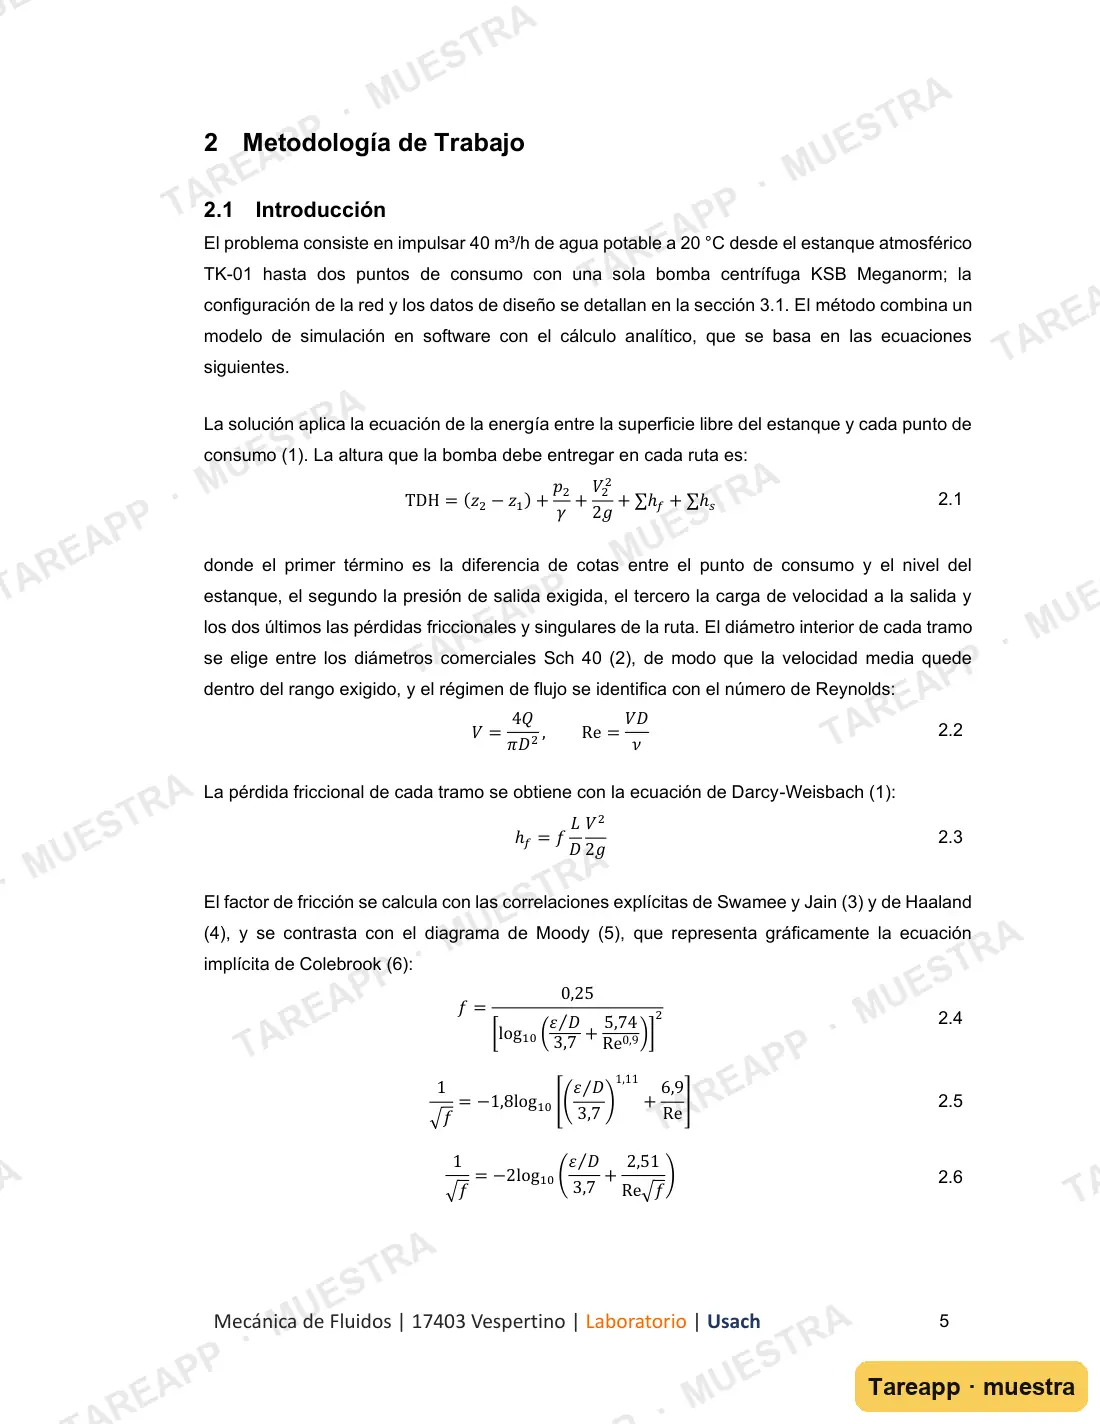 2 Metodología de Trabajo
2.1 Introducción
El problema consiste en impulsar 40 m³/h de agua potable a 20 °C desde el estanque atmosférico
TK-01 hasta dos puntos de consumo con una sola bomba centrífuga KSB Meganorm; la
configuración de la red y los datos de diseño se detallan en la sección 3.1. El método combina un
modelo de simulación en software con el cálculo analítico, que se basa en las ecuaciones
siguientes.
La solución aplica la ecuación de la energía entre la superficie libre del estanque y cada punto de
consumo (1). La altura que la bomba debe entregar en cada ruta es:
TDH = (z₂ − z₁) + p₂/γ + V₂²/2g + ∑h_f + ∑h_s 2.1
donde el primer término es la diferencia de cotas entre el punto de consumo y el nivel del
estanque, el segundo la presión de salida exigida, el tercero la carga de velocidad a la salida y
los dos últimos las pérdidas friccionales y singulares de la ruta. El diámetro interior de cada tramo
se elige entre los diámetros comerciales Sch 40 (2), de modo que la velocidad media quede
dentro del rango exigido, y el régimen de flujo se identifica con el número de Reynolds:
V = 4Q/πD², Re = VD/ν 2.2
La pérdida friccional de cada tramo se obtiene con la ecuación de Darcy-Weisbach (1):
h_f = f L/D V²/2g 2.3
El factor de fricción se calcula con las correlaciones explícitas de Swamee y Jain (3) y de Haaland
(4), y se contrasta con el diagrama de Moody (5), que representa gráficamente la ecuación
implícita de Colebrook (6):
f = 0,25/[log₁₀((ε/D)/3,7 + 5,74/Re^0,9)]² 2.4
1/√f = −1,8log₁₀[((ε/D)/3,7)^1,11 + 6,9/Re] 2.5
1/√f = −2log₁₀((ε/D)/3,7 + 2,51/(Re√f)) 2.6
Mecánica de Fluidos | 17403 Vespertino | Laboratorio | Usach 5
Tareapp · muestra
TAREAPP · MUESTRA